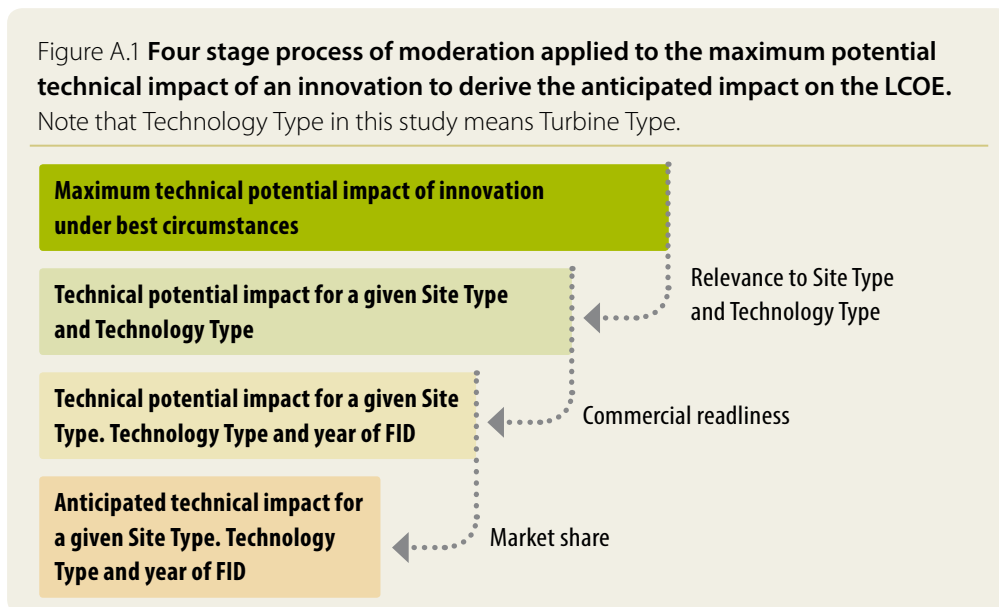 Figure A.1 Four stage process of moderation applied to the maximum potential
technical impact of an innovation to derive the anticipated impact on the LCOE.
Note that Technology Type in this study means Turbine Type.
Maximum technical potential impact of innovation
under best circumstances
Relevance to Site Type
and Technology Type
Technical potential impact for a given Site Type
and Technology Type
Commercial readliness
Technical potential impact for a given Site
Type. Technology Type and year of FID
Market share
Anticipated technical impact for
a given Site Type. Technology
Type and year of FID